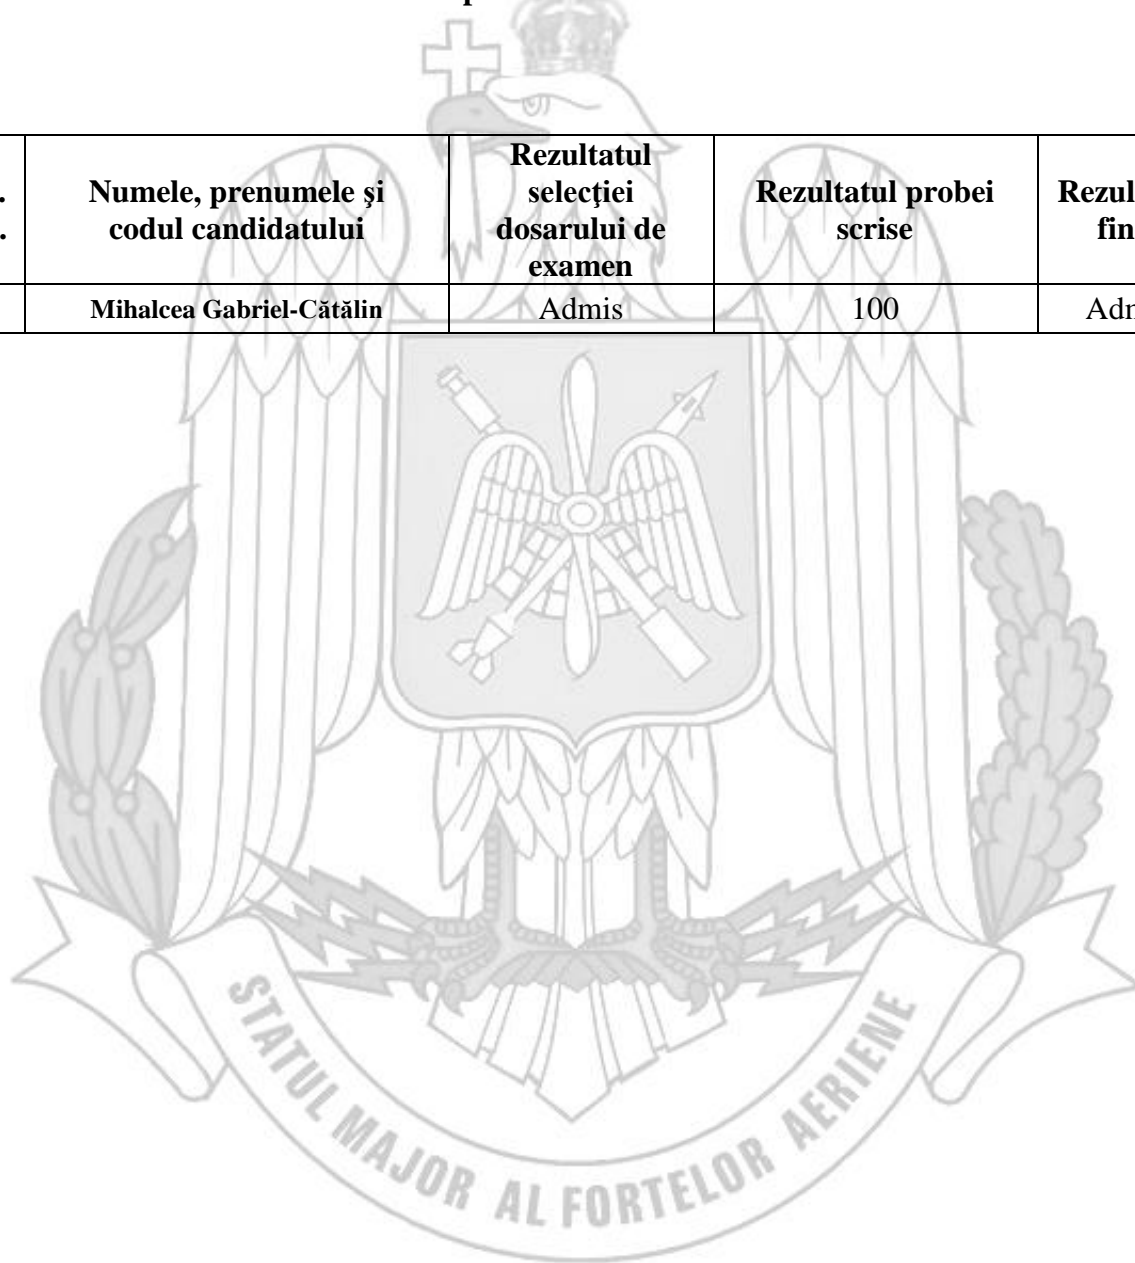 Rezultatul
selecţiei
dosarului de
examen
Numele, prenumele şi
codul candidatului
Rezultatul probei
scrise
Mihalcea Gabriel-Cătălin
Admis
100
STATUL MAJOR AL FORTELOR AERIENE